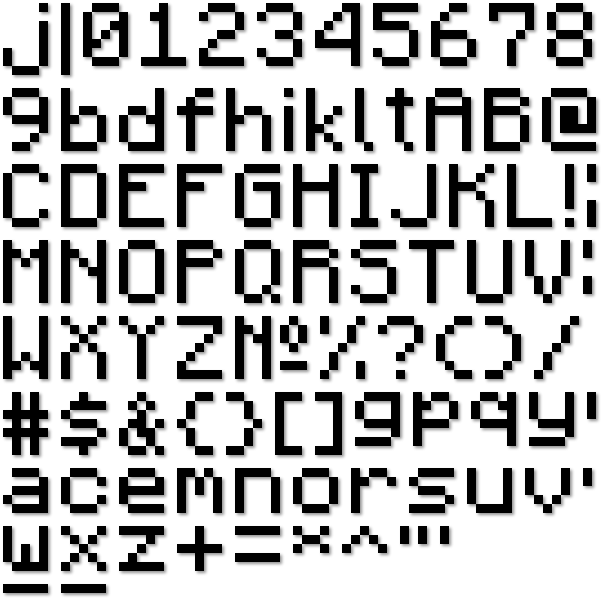 j|012345678
9bdfhikltAB@
CDEFGHIJKL!;
MNOPQRSTUV:
WXYZ№%?()/
#$&{}[]gpqy'
acemnorsuv'
wxz+=×^"'
_ _